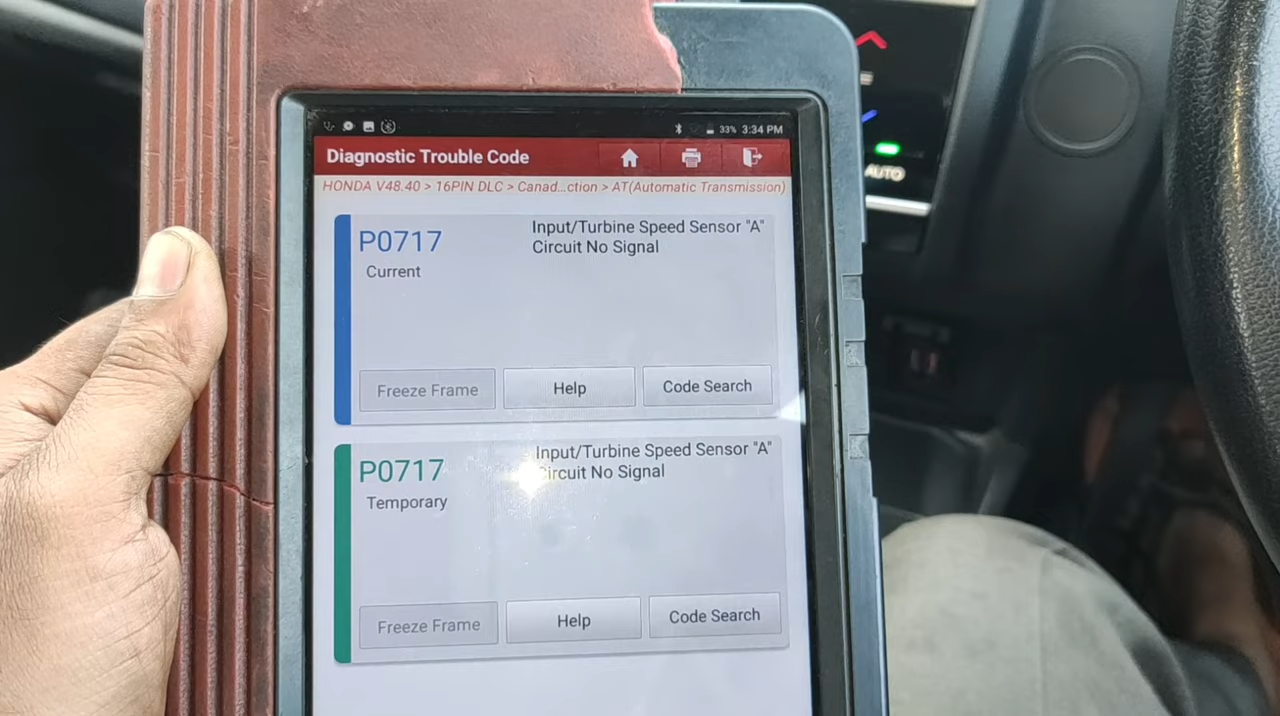 33% 3:34 PM
Diagnostic Trouble Code
HONDA V48.40 > 16PIN DLC > Canad...ction > AT(Automatic Transmission)
P0717
Input/Turbine Speed Sensor "A"
Circuit No Signal
Current
Freeze Frame
Help
Code Search
P0717
Input/Turbine Speed Sensor "A"
Circuit No Signal
Temporary
Freeze Frame
Help
Code Search
AUTO